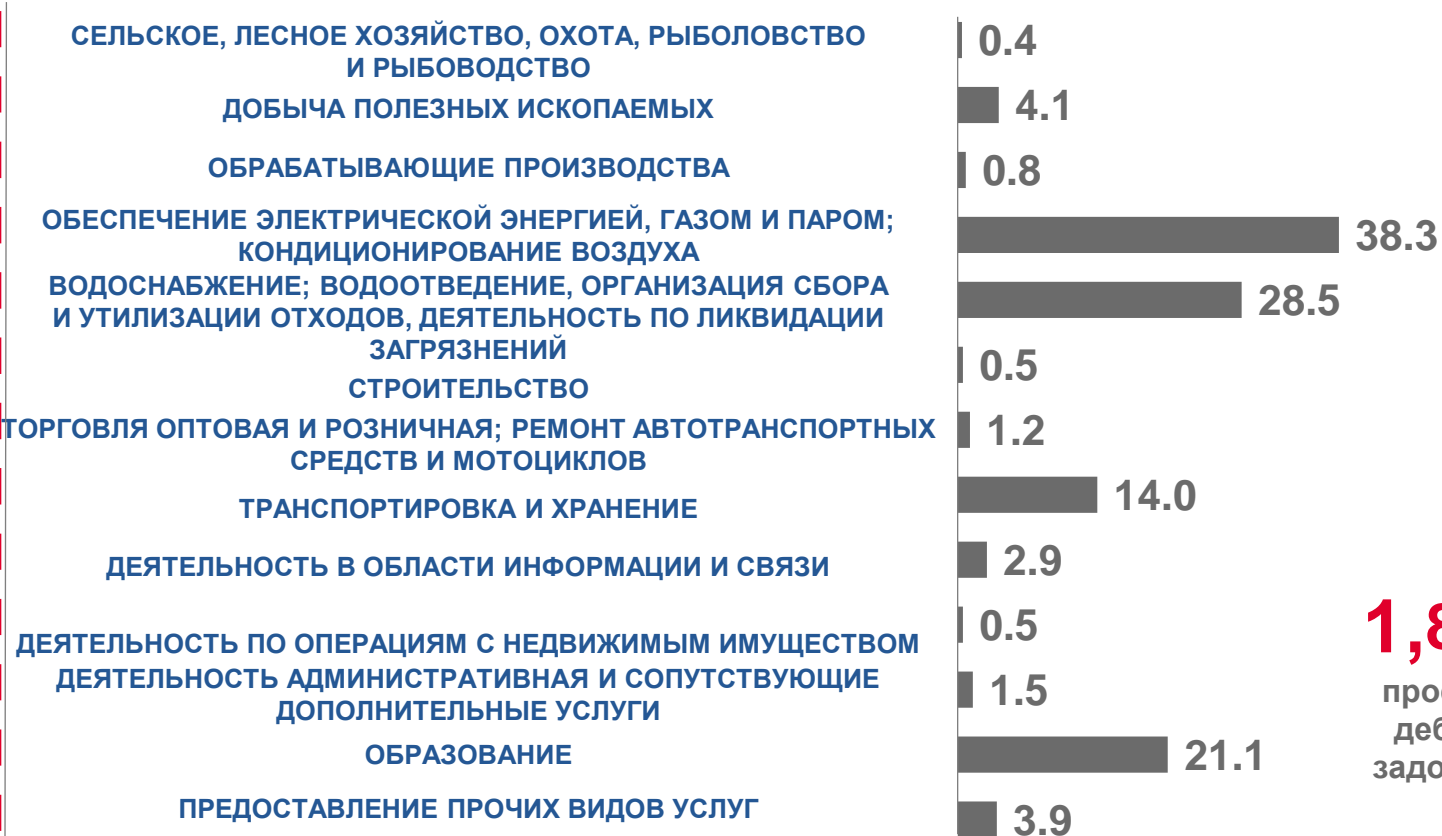 СЕЛЬСКОЕ, ЛЕСНОЕ ХОЗЯЙСТВО, ОХОТА, РЫБОЛОВСТВО
И РЫБОВОДСТВО
0.4
ДОБЫЧА ПОЛЕЗНЫХ ИСКОПАЕМЫХ
4.1
ОБРАБАТЫВАЮЩИЕ ПРОИЗВОДСТВА
0.8
ОБЕСПЕЧЕНИЕ ЭЛЕКТРИЧЕСКОЙ ЭНЕРГИЕЙ, ГАЗОМ И ПАРОМ;
КОНДИЦИОНИРОВАНИЕ ВОЗДУХА
38.3
ВОДОСНАБЖЕНИЕ; ВОДООТВЕДЕНИЕ, ОРГАНИЗАЦИЯ СБОРА
И УТИЛИЗАЦИИ ОТХОДОВ, ДЕЯТЕЛЬНОСТЬ ПО ЛИКВИДАЦИИ
ЗАГРЯЗНЕНИЙ
28.5
СТРОИТЕЛЬСТВО
0.5
ТОРГОВЛЯ ОПТОВАЯ И РОЗНИЧНАЯ; РЕМОНТ АВТОТРАНСПОРТНЫХ
СРЕДСТВ И МОТОЦИКЛОВ
1.2
ТРАНСПОРТИРОВКА И ХРАНЕНИЕ
14.0
ДЕЯТЕЛЬНОСТЬ В ОБЛАСТИ ИНФОРМАЦИИ И СВЯЗИ
2.9
ДЕЯТЕЛЬНОСТЬ ПО ОПЕРАЦИЯМ С НЕДВИЖИМЫМ ИМУЩЕСТВОМ
0.5
ДЕЯТЕЛЬНОСТЬ АДМИНИСТРАТИВНАЯ И СОПУТСТВУЮЩИЕ
ДОПОЛНИТЕЛЬНЫЕ УСЛУГИ
1.5
ОБРАЗОВАНИЕ
21.1
ПРЕДОСТАВЛЕНИЕ ПРОЧИХ ВИДОВ УСЛУГ
3.9